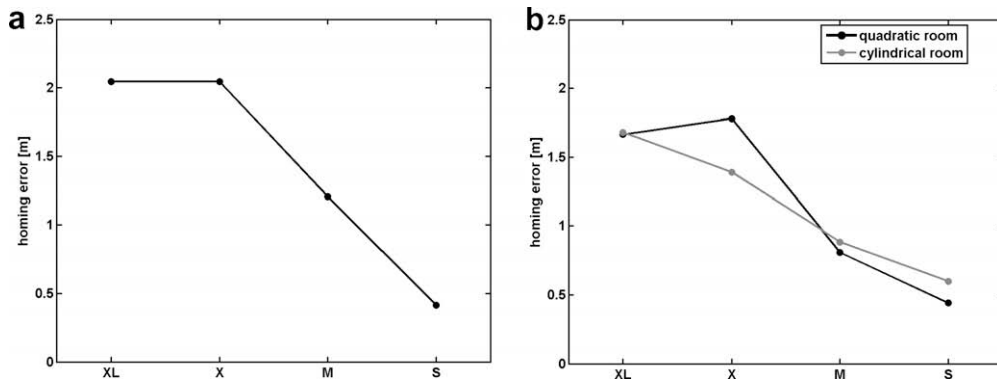 a
2.5
2
1.5
1
0.5
0
homing error [m]
XL X M S
b
2.5
2
1.5
1
0.5
0
homing error [m]
quadratic room
cylindrical room
XL X M S